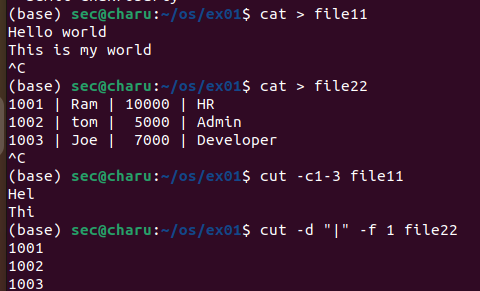 (base) sec@charu:~/os/ex01$ cat > file11
Hello world
This is my world
^C
(base) sec@charu:~/os/ex01$ cat > file22
1001 | Ram | 10000 | HR
1002 | tom |  5000 | Admin
1003 | Joe |  7000 | Developer
^C
(base) sec@charu:~/os/ex01$ cut -c1-3 file11
Hel
Thi
(base) sec@charu:~/os/ex01$ cut -d "|" -f 1 file22
1001
1002
1003